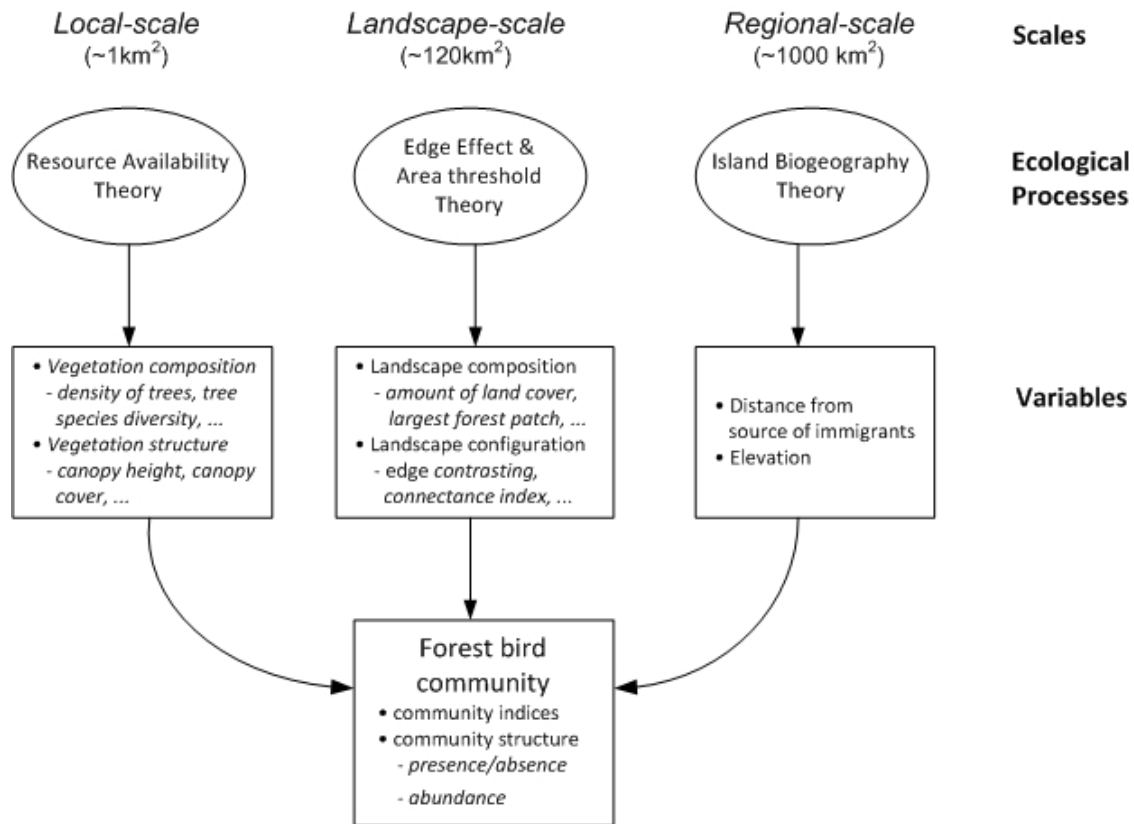 Local-scale
(~1km²)
Landscape-scale
(~120km²)
Regional-scale
(~1000 km²)
Scales
Resource Availability
Theory
Edge Effect &
Area threshold
Theory
Island Biogeography
Theory
Ecological
Processes
• Vegetation composition
- density of trees, tree
species diversity, ...
• Vegetation structure
- canopy height, canopy
cover, ...
• Landscape composition
- amount of land cover,
largest forest patch, ...
• Landscape configuration
- edge contrasting,
connectance index, ...
• Distance from
source of immigrants
• Elevation
Variables
Forest bird
community
• community indices
• community structure
- presence/absence
- abundance